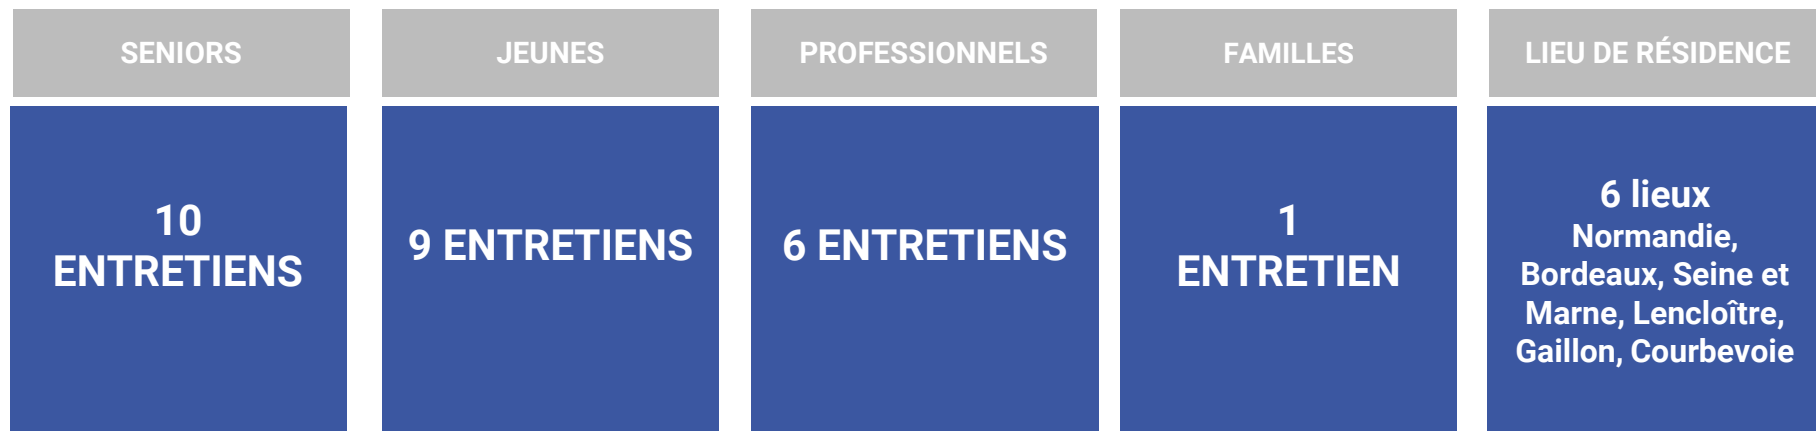 SENIORS
JEUNES
PROFESSIONNELS
FAMILLES
LIEU DE RÉSIDENCE
10
ENTRETIENS
9 ENTRETIENS
6 ENTRETIENS
1
ENTRETIEN
6 lieux
Normandie,
Bordeaux, Seine et
Marne, Lencloître,
Gaillon, Courbevoie